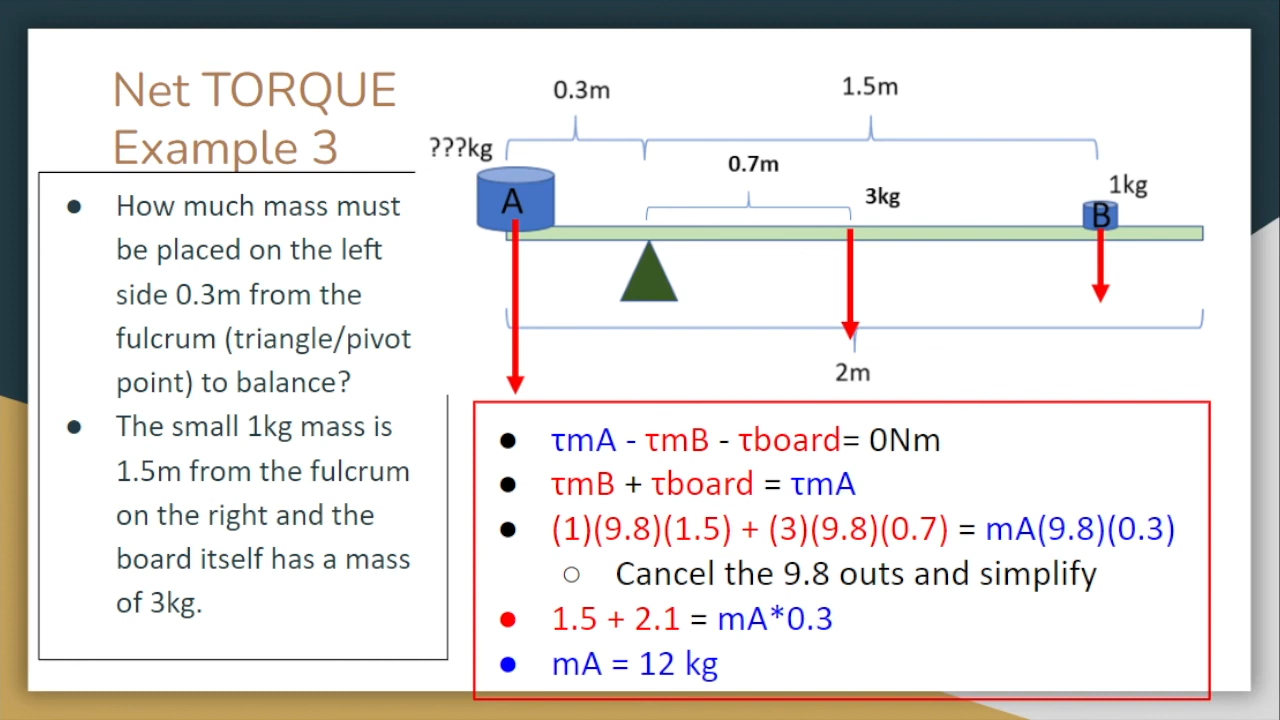 Net TORQUE
Example 3
● How much mass must
be placed on the left
side 0.3m from the
fulcrum (triangle/pivot
point) to balance?
● The small 1kg mass is
1.5m from the fulcrum
on the right and the
board itself has a mass
of 3kg.
0.3m
1.5m
???kg
0.7m
3kg
1kg
A
B
2m
● τmA - τmB - τboard= 0Nm
● τmB + τboard = τmA
● (1)(9.8)(1.5) + (3)(9.8)(0.7) = mA(9.8)(0.3)
○ Cancel the 9.8 outs and simplify
● 1.5 + 2.1 = mA*0.3
● mA = 12 kg